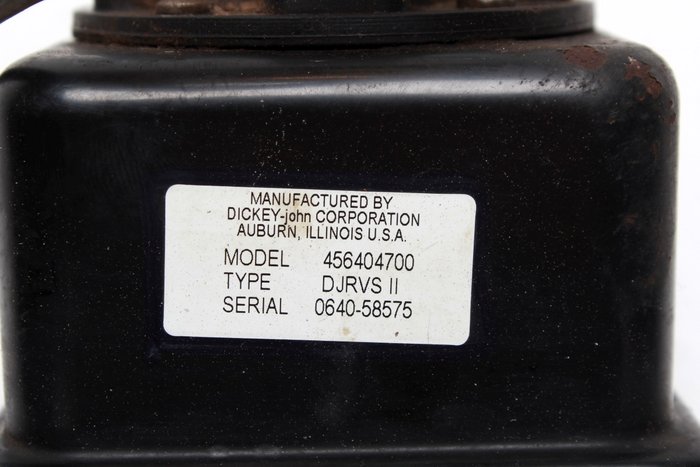 MANUFACTURED BY
DICKEY-john CORPORATION
AUBURN, ILLINOIS U.S.A.
MODEL 456404700
TYPE DJRVS II
SERIAL 0640-58575